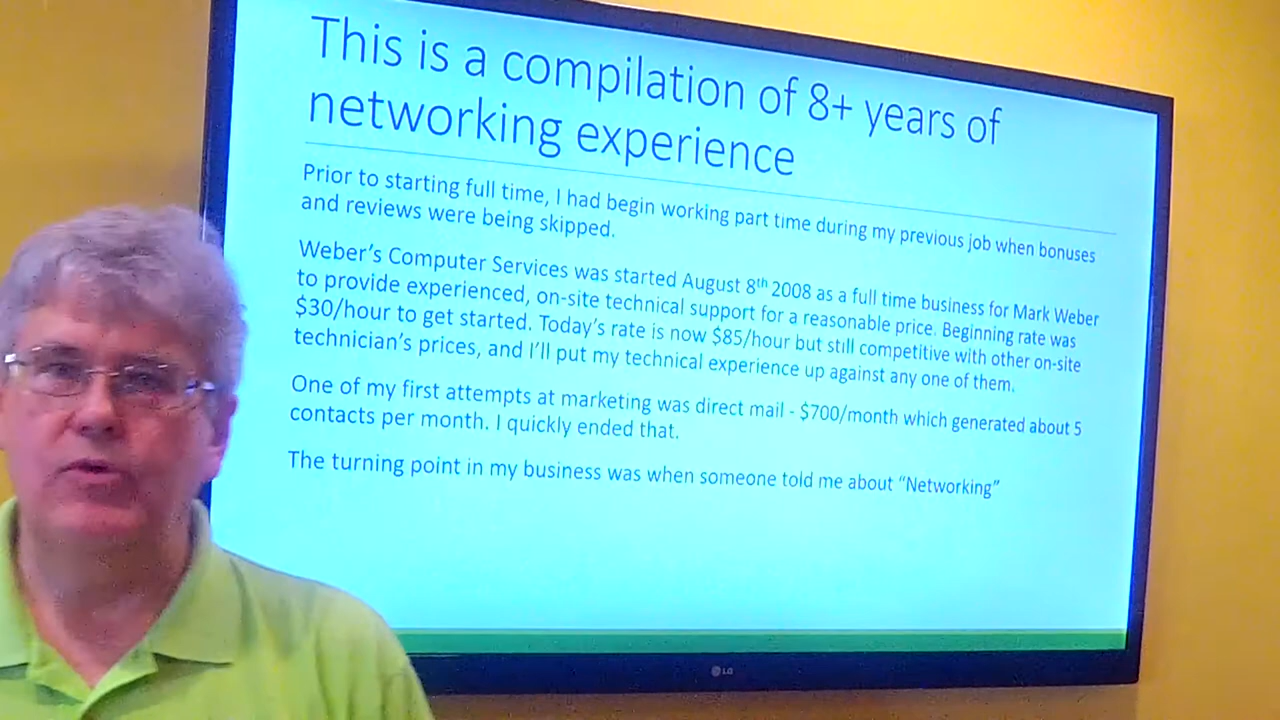 This is a compilation of 8+ years of
networking experience
Prior to starting full time, I had begin working part time during my previous job when bonuses
and reviews were being skipped.
Weber's Computer Services was started August 8th 2008 as a full time business for Mark Weber
to provide experienced, on-site technical support for a reasonable price. Beginning rate was
$30/hour to get started. Today's rate is now $85/hour but still competitive with other on-site
technician's prices, and I'll put my technical experience up against any one of them.
One of my first attempts at marketing was direct mail - $700/month which generated about 5
contacts per month. I quickly ended that.
The turning point in my business was when someone told me about “Networking”
LG